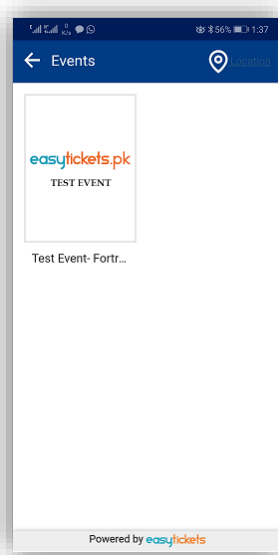 56% 1:37
Events
Location
easytickets.pk
TEST EVENT
Test Event- Fortr...
Powered by easytickets